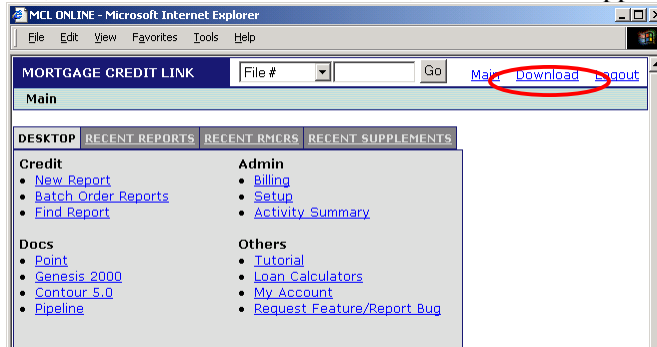 MCL ONLINE - Microsoft Internet Explorer
File Edit View Favorites Tools Help
MORTGAGE CREDIT LINK File # Go Main Download Logout
Main
DESKTOP RECENT REPORTS RECENT RMCRS RECENT SUPPLEMENTS
Credit Admin
• New Report • Billing
• Batch Order Reports • Setup
• Find Report • Activity Summary
Docs Others
• Point • Tutorial
• Genesis 2000 • Loan Calculators
• Contour 5.0 • My Account
• Pipeline • Request Feature/Report Bug